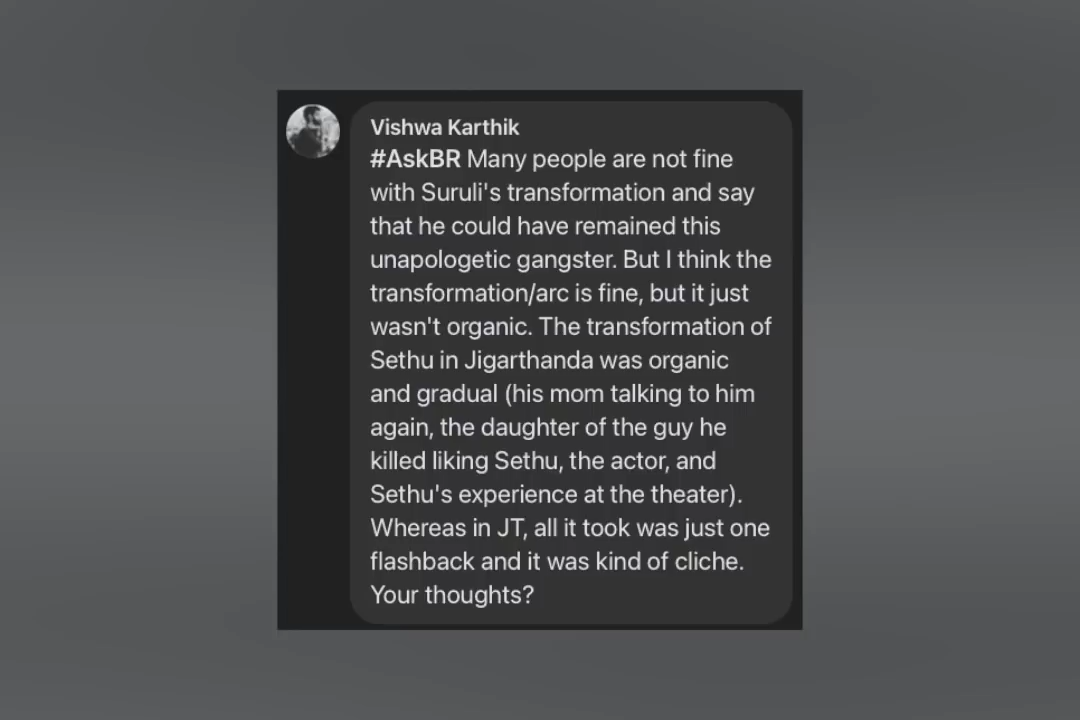 Vishwa Karthik
#AskBR Many people are not fine
with Suruli's transformation and say
that he could have remained this
unapologetic gangster. But I think the
transformation/arc is fine, but it just
wasn't organic. The transformation of
Sethu in Jigarthanda was organic
and gradual (his mom talking to him
again, the daughter of the guy he
killed liking Sethu, the actor, and
Sethu's experience at the theater).
Whereas in JT, all it took was just one
flashback and it was kind of cliche.
Your thoughts?